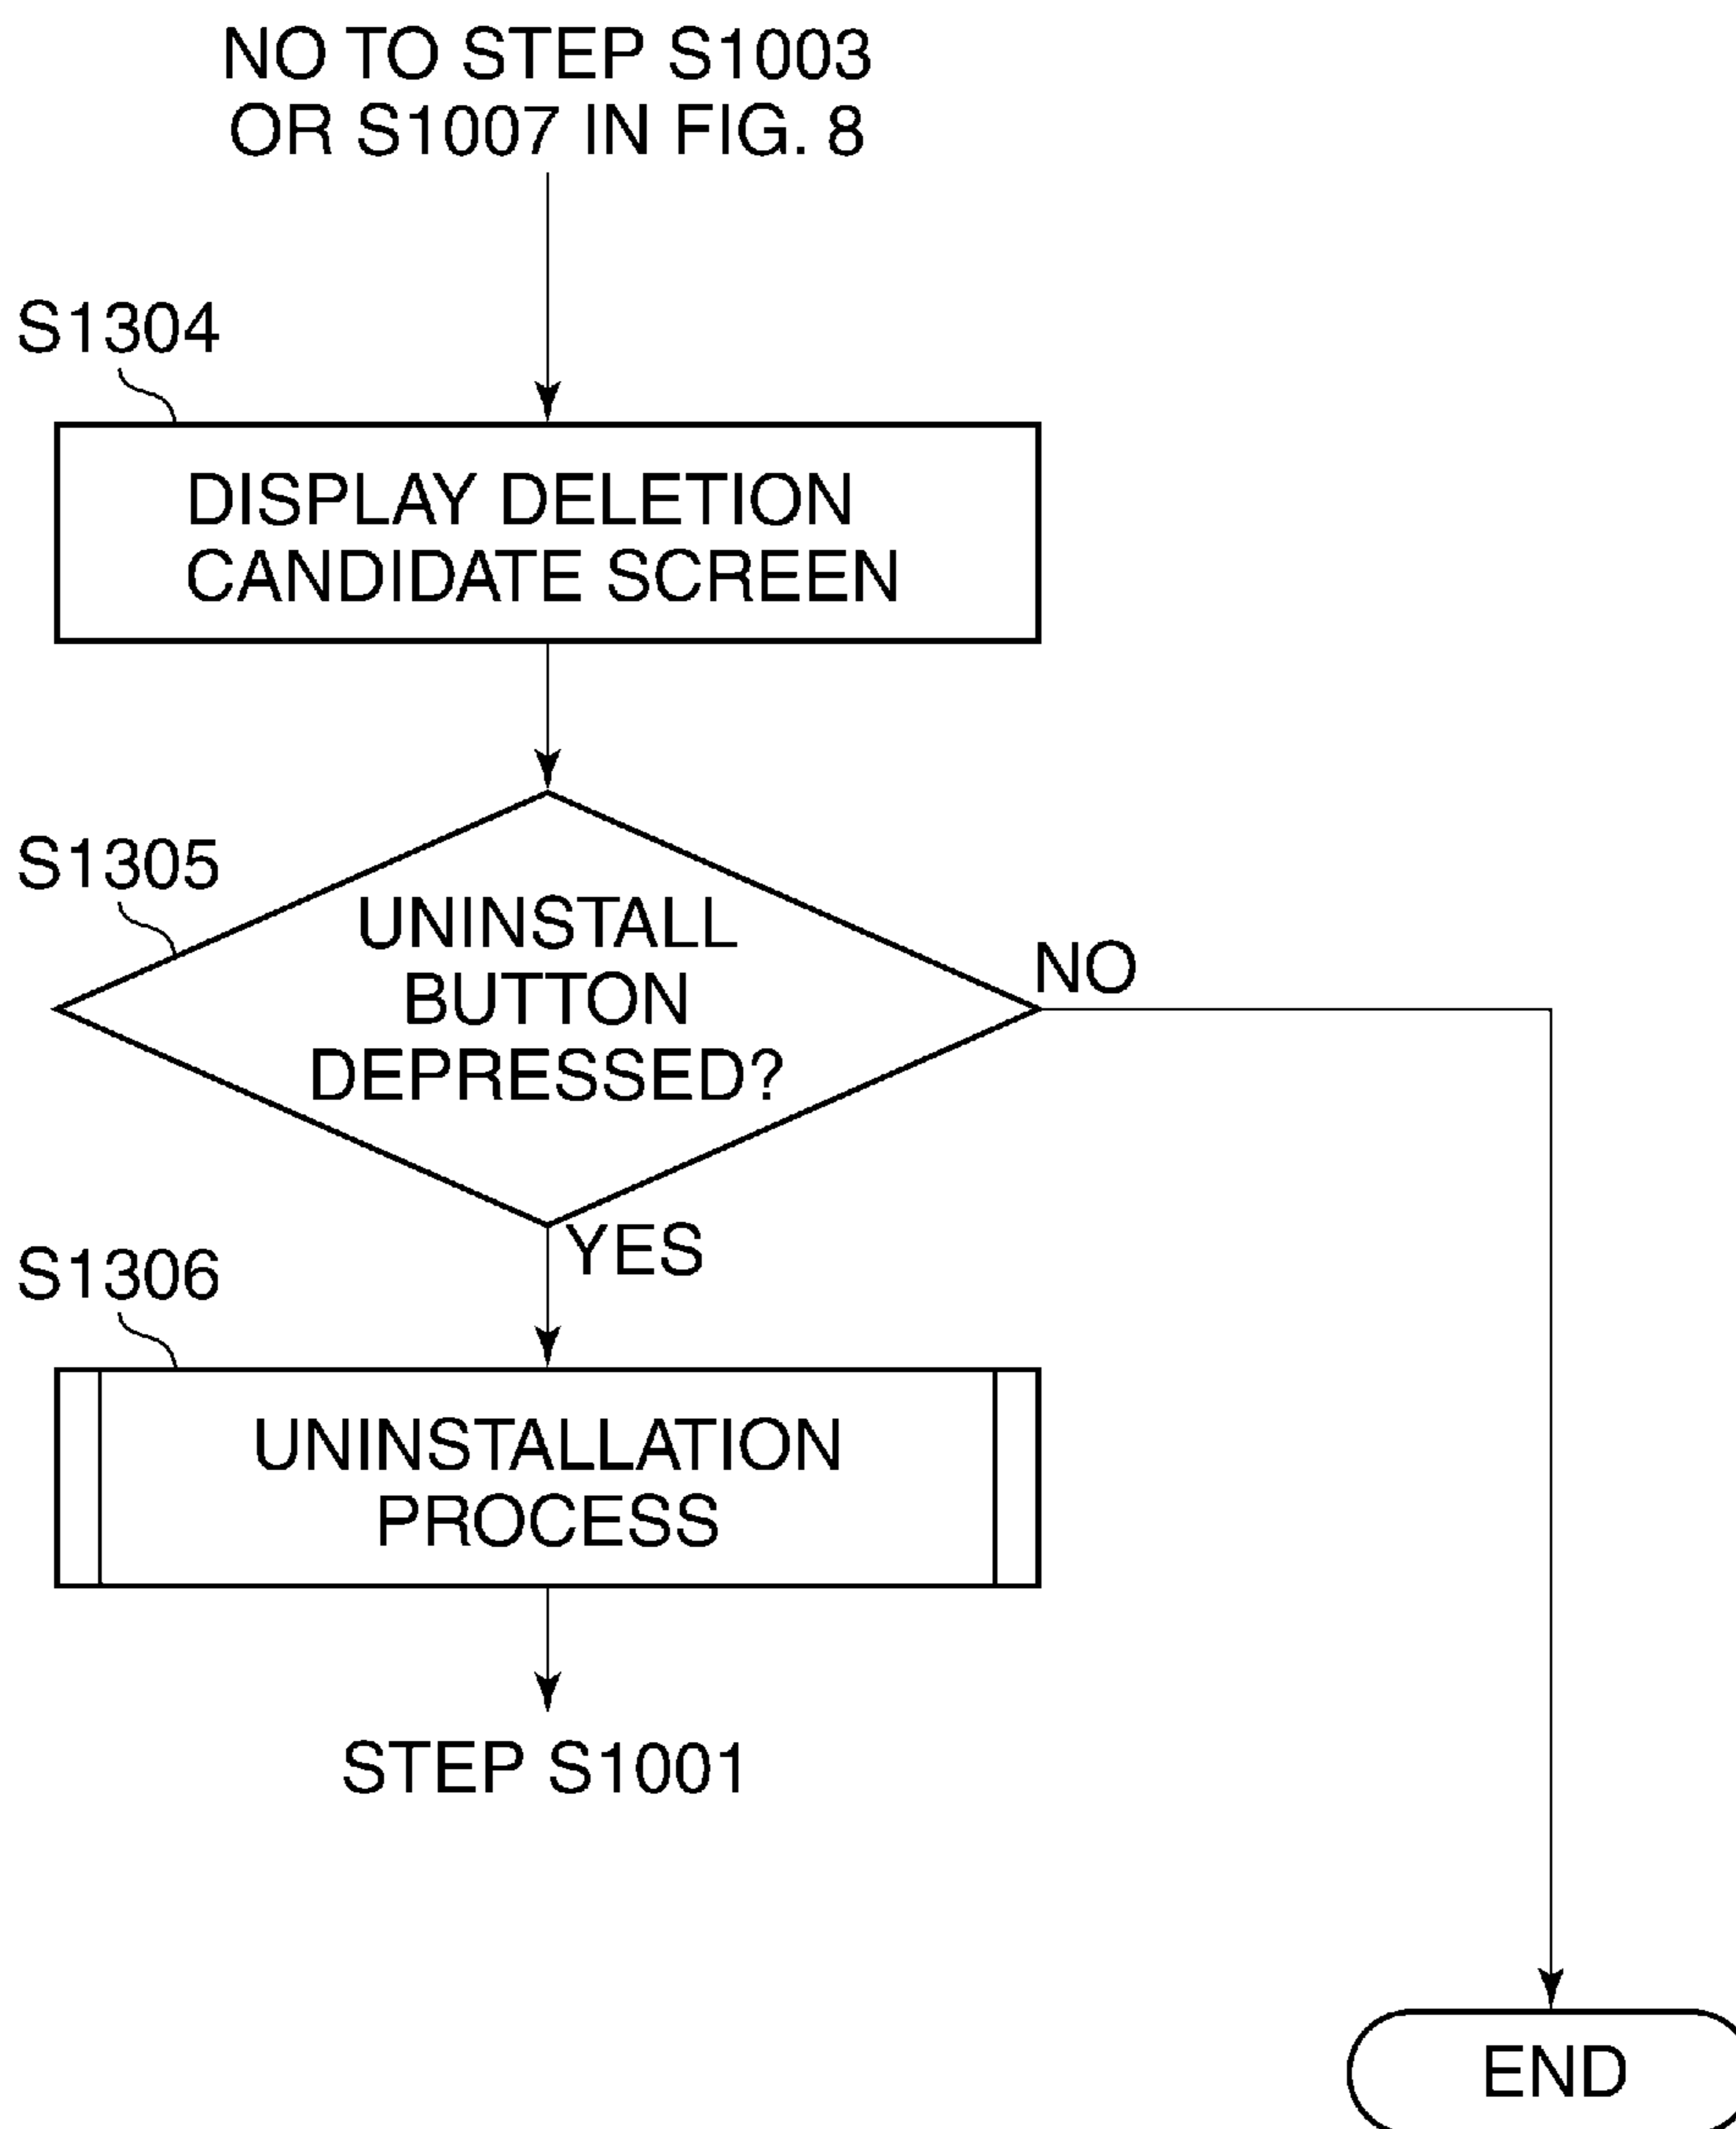 NO TO STEP S1003
OR S1007 IN FIG. 8
S1304
DISPLAY DELETION
CANDIDATE SCREEN
S1305
UNINSTALL
BUTTON
DEPRESSED?
NO
YES
S1306
UNINSTALLATION
PROCESS
STEP S1001
END